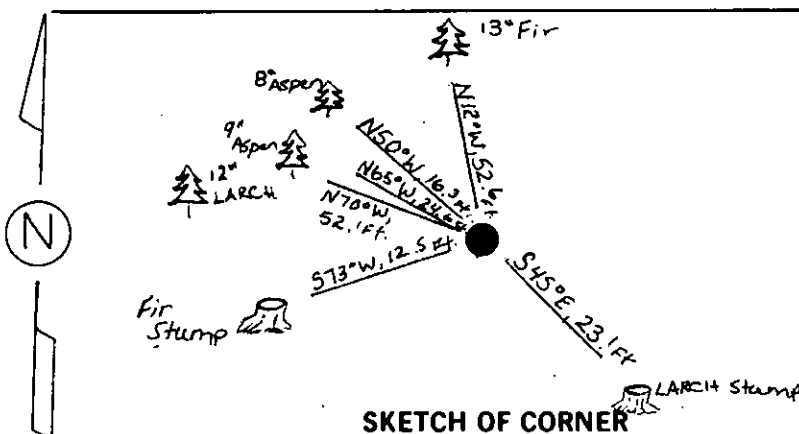 13" Fir
8" Aspen
9"
Aspen
12"
LARCH
N12°W, 52.6 ft.
N50°W, 16.3 ft.
N65°W, 24.6 ft
N70°W,
52.1 Ft.
S73°W, 12.5 Ft.
S45°E, 23.1 Ft
N
Fir
Stump
LARCH Stump
SKETCH OF CORNER